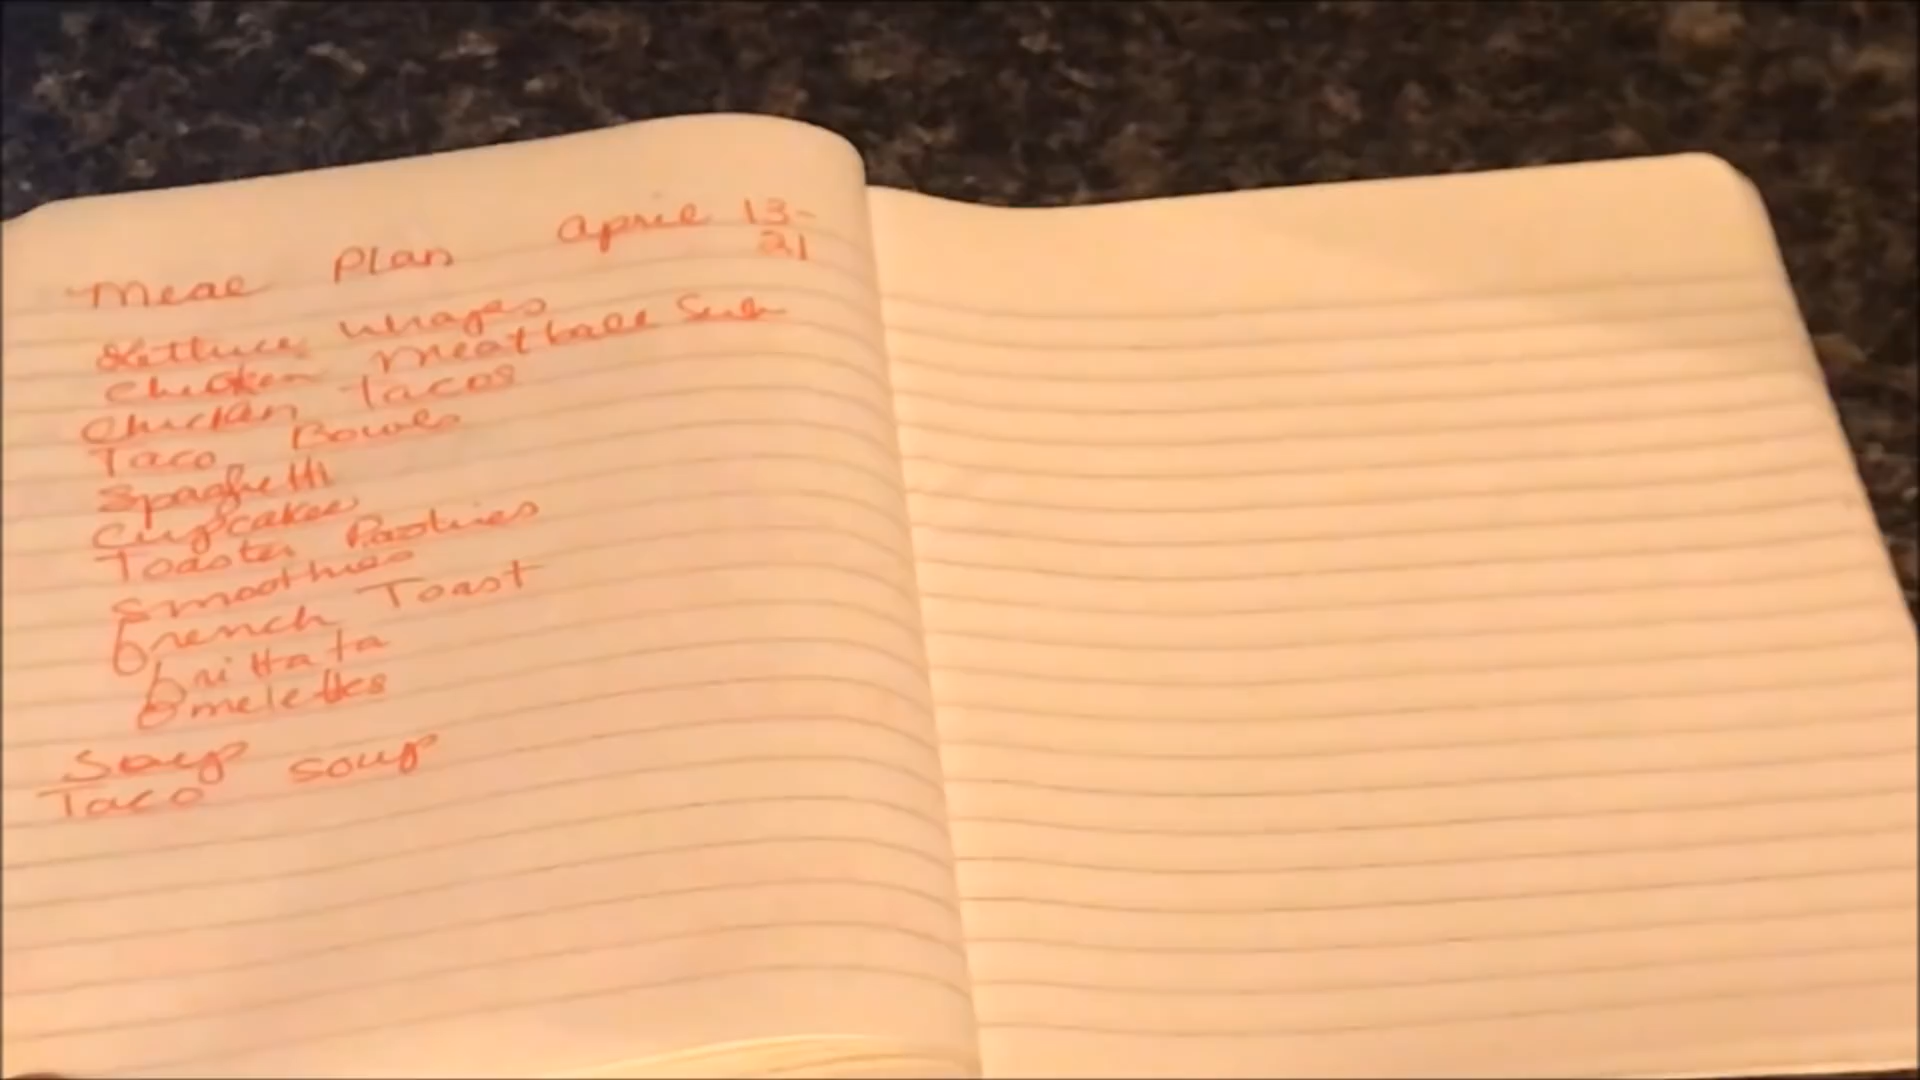 Meal Plan April 13-
21
Lettuce Wraps
Chicken Meatball Sub
Chicken Tacos
Taco Bowls
Spaghetti
Cupcakes
Toaster Pastries
Smoothies
French Toast
Frittata
Omelettes
Soup
Taco Soup